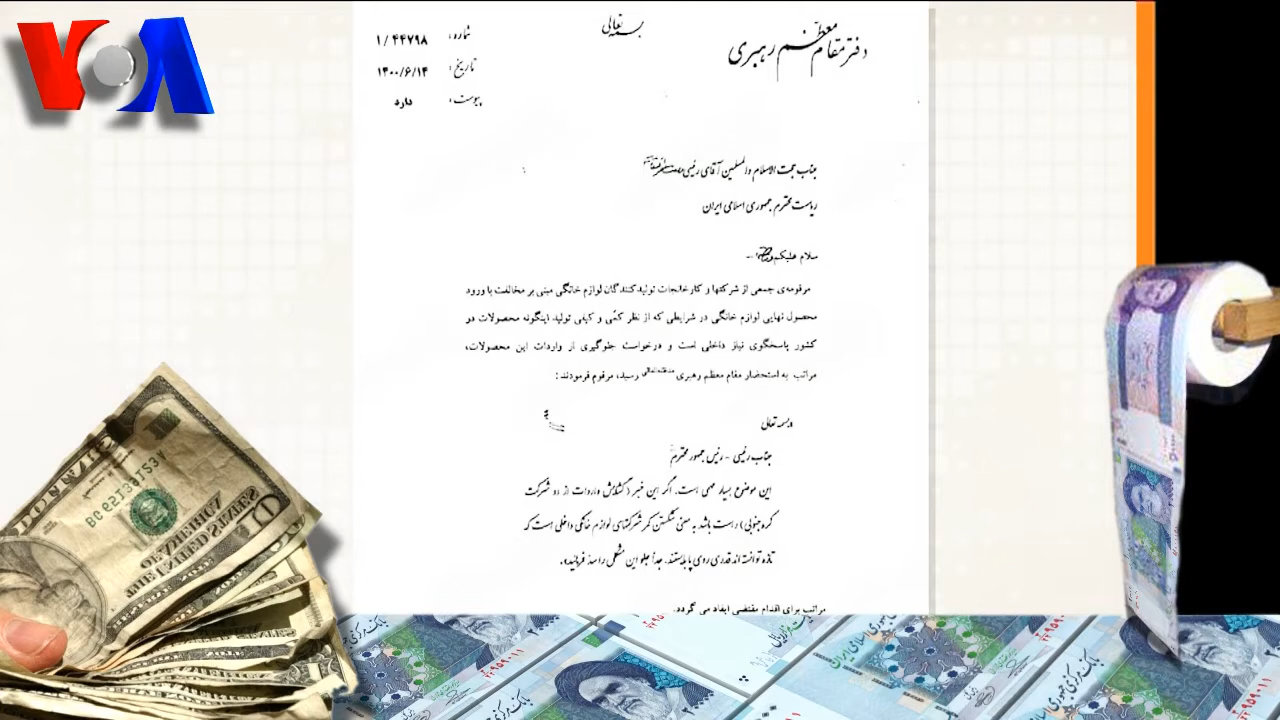 VOA
بسمه تعالی
دفتر مقام معظم رهبری
شماره: ۱/۴۴۷۹۸
تاریخ: ۱۴۰۰/۶/۱۴
پیوست: دارد
جناب حجت الاسلام والمسلمین آقای رئیسی
ریاست محترم جمهوری اسلامی ایران
سلام علیکم
مرقومه‌ی جمعی از شرکتها و کارخانجات تولیدکنندگان لوازم خانگی مبنی بر مخالفت با ورود
محصول نهایی لوازم خانگی در شرایطی که از نظر کمّی و کیفی تولید اینگونه محصولات در
کشور پاسخگوی نیاز داخلی است و درخواست جلوگیری از واردات این محصولات،
مراتب به استحضار مقام معظم رهبری مدظله‌العالی رسید، مرقوم فرمودند:
«بسمه تعالی
جناب رئیسی - رئیس جمهور محترم
این موضوع بسیار مهمی است. اگر این خبر (گشایش واردات از دو شرکت
کره جنوبی) راست باشد به معنی شکستن کمر شرکتهای لوازم خانگی داخلی است که
تازه توانسته اند قدری روی پا بایستند. جداً جلو این مشکل را سدّ فرمائید».
مراتب برای اقدام مقتضی ایفاد می گردد.